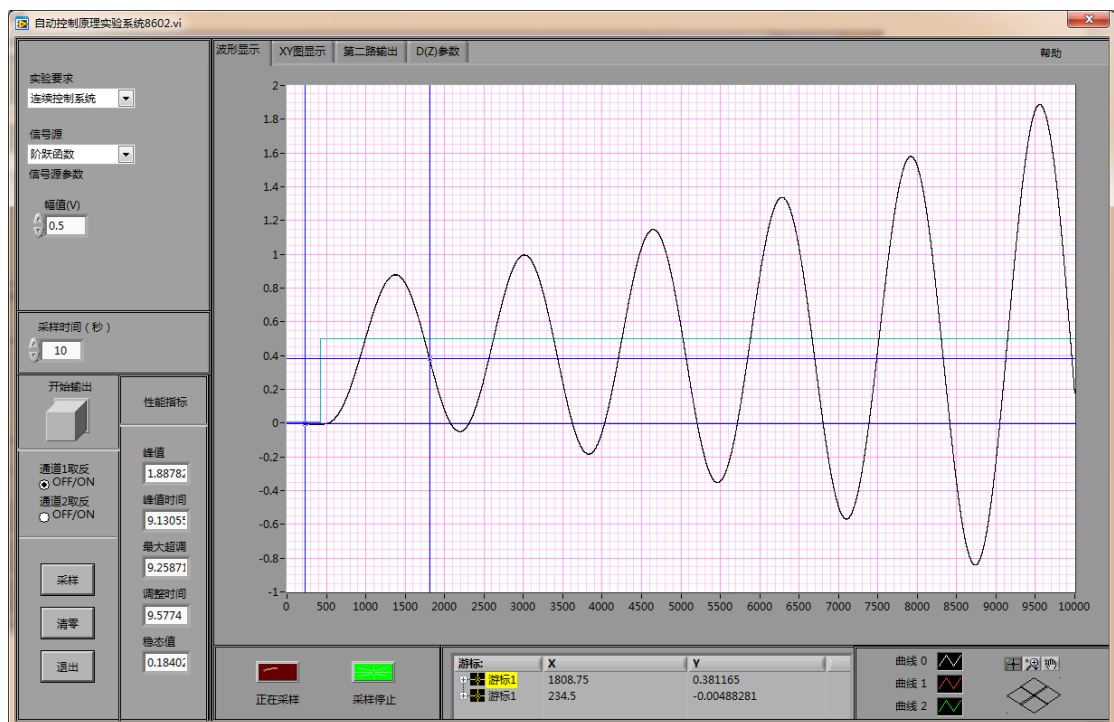 自动控制原理实验系统8602.vi
实验要求
连续控制系统
信号源
阶跃函数
信号源参数
幅值(V)
0.5
采样时间（秒）
10
开始输出
通道1取反
OFF/ON
通道2取反
OFF/ON
采样
清零
退出
性能指标
峰值
1.88782
峰值时间
9.13055
最大超调
9.25871
调整时间
9.5774
稳态值
0.18402
波形显示 XY图显示 第二路输出 D(Z)参数 帮助
2
1.8
1.6
1.4
1.2
1
0.8
0.6
0.4
0.2
0
-0.2
-0.4
-0.6
-0.8
-1
0 500 1000 1500 2000 2500 3000 3500 4000 4500 5000 5500 6000 6500 7000 7500 8000 8500 9000 9500 10000
正在采样 采样停止
游标: X Y
游标1 1808.75 0.381165
游标1 234.5 -0.00488281
曲线 0
曲线 1
曲线 2